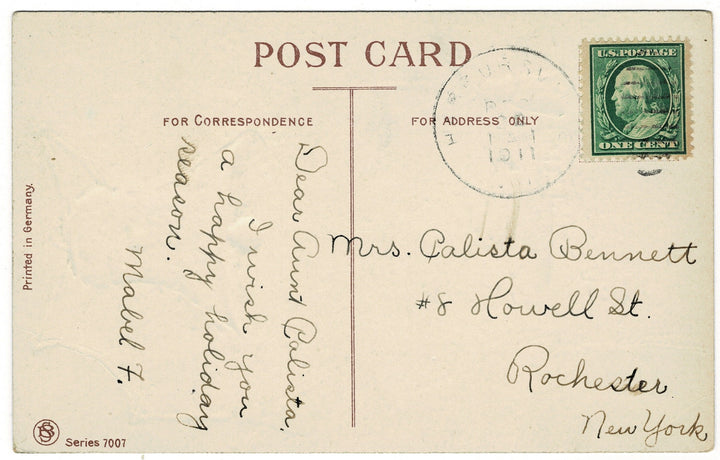 POST CARD
FOR CORRESPONDENCE
FOR ADDRESS ONLY
U.S. POSTAGE
ONE CENT
1911
Dear Aunt Calista,
I wish you
a happy holiday
season.
Mabel F.
Mrs. Calista Bennett
#8 Howell St.
Rochester
New York
Printed in Germany.
Series 7007